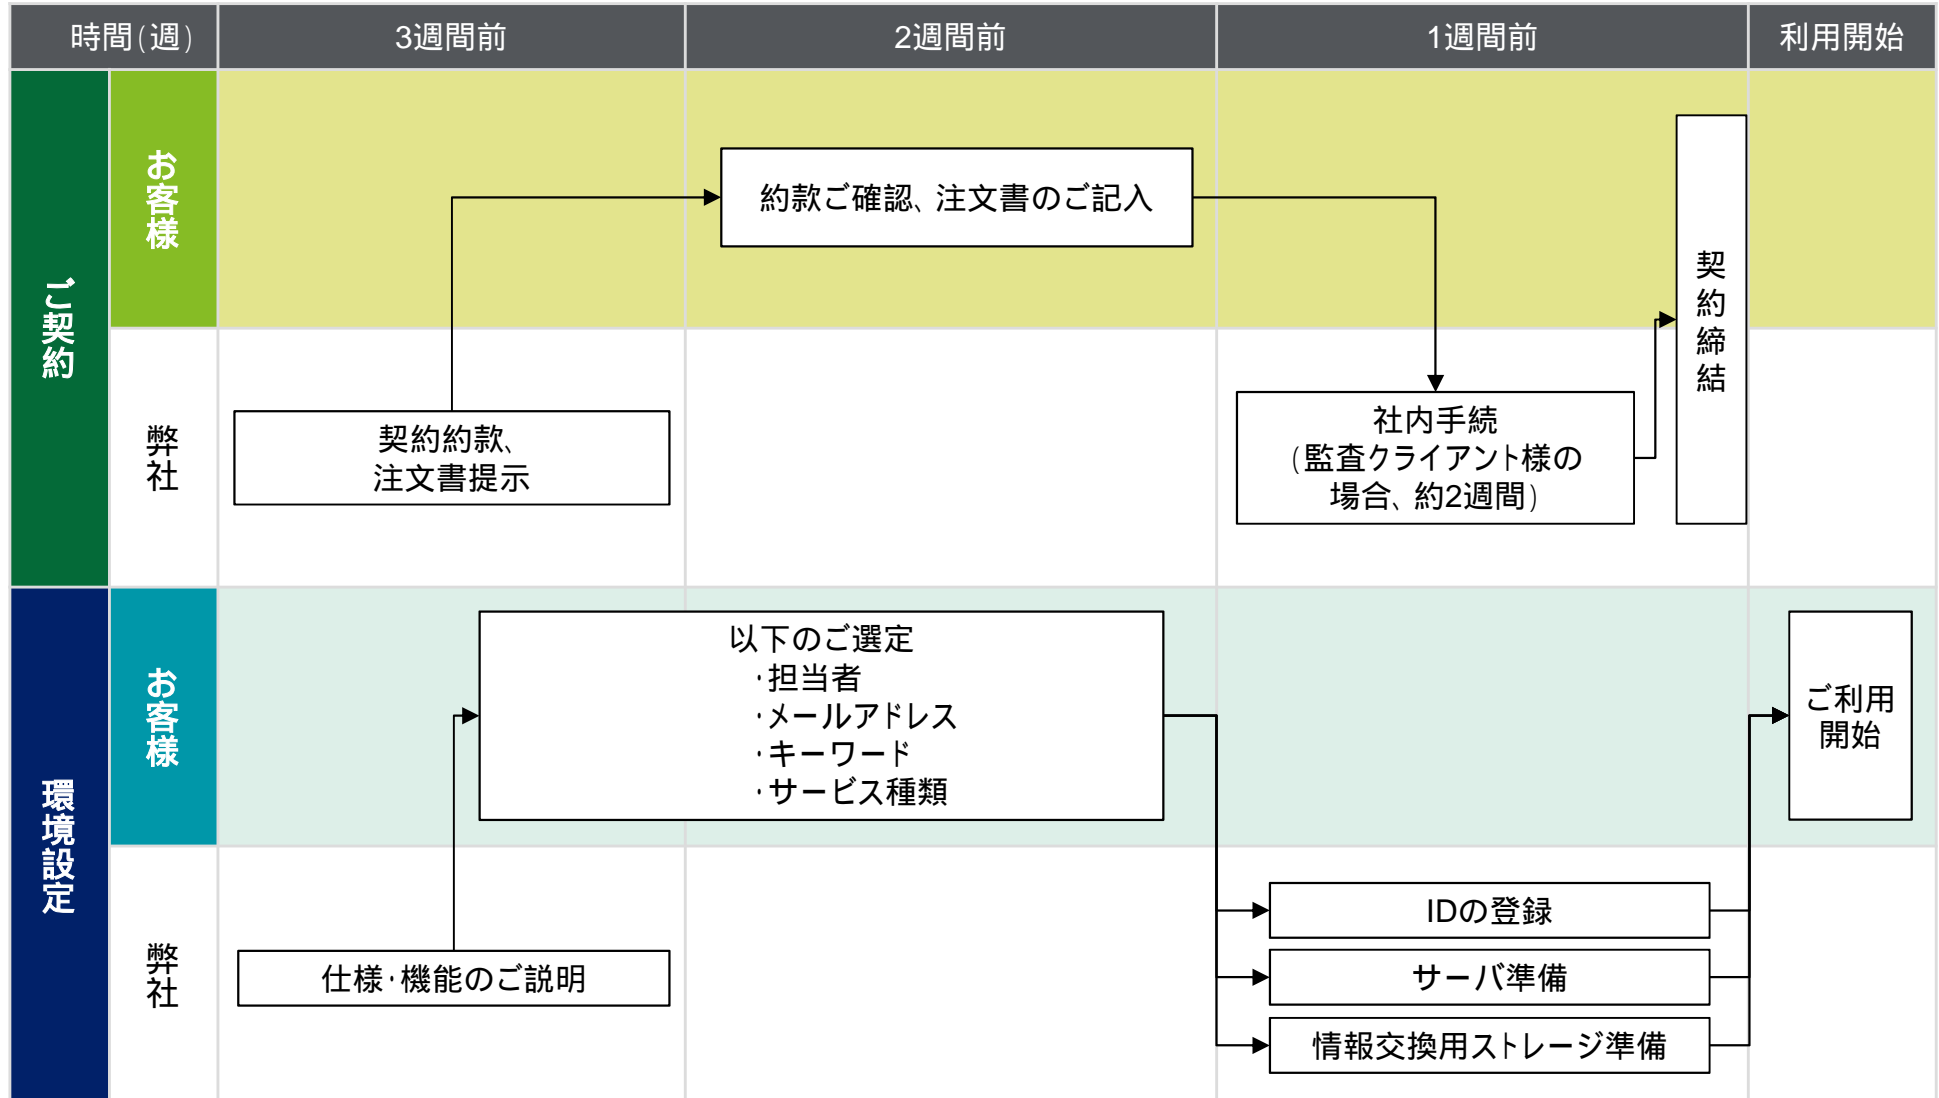 時間(週)
3週間前
2週間前
1週間前
利用開始
ご契約
お客様
約款ご確認、注文書のご記入
契約締結
弊社
契約約款、
注文書提示
社内手続
(監査クライアント様の
場合、約2週間)
環境設定
お客様
以下のご選定
・担当者
・メールアドレス
・キーワード
・サービス種類
ご利用
開始
弊社
仕様・機能のご説明
IDの登録
サーバ準備
情報交換用ストレージ準備